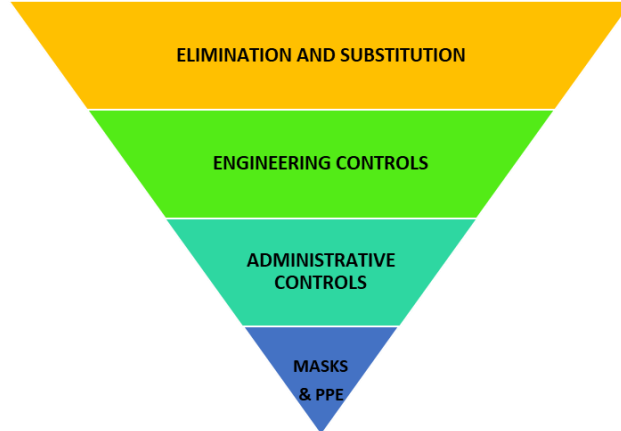 ELIMINATION AND SUBSTITUTION
ENGINEERING CONTROLS
ADMINISTRATIVE
CONTROLS
MASKS
& PPE